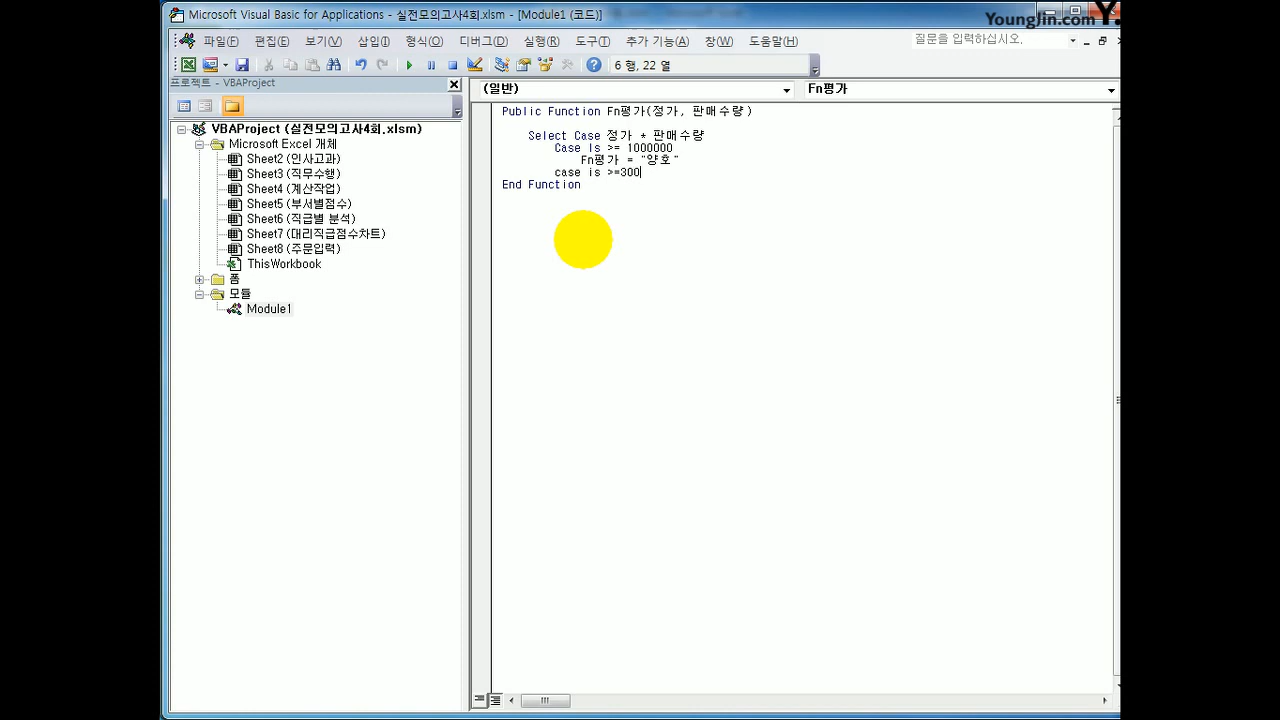 Microsoft Visual Basic for Applications - 실전모의고사4회.xlsm - [Module1 (코드)]
YoungJin.com Y.
파일(F) 편집(E) 보기(V) 삽입(I) 형식(O) 디버그(D) 실행(R) 도구(T) 추가 기능(A) 창(W) 도움말(H)
질문을 입력하십시오.
6 행, 22 열
프로젝트 - VBAProject
(일반)
Fn평가
VBAProject (실전모의고사4회.xlsm)
Microsoft Excel 개체
Sheet2 (인사고과)
Sheet3 (직무수행)
Sheet4 (계산작업)
Sheet5 (부서별점수)
Sheet6 (직급별 분석)
Sheet7 (대리직급점수차트)
Sheet8 (주문입력)
ThisWorkbook
폼
모듈
Module1
Public Function Fn평가(정가, 판매수량)
Select Case 정가 * 판매수량
Case Is >= 1000000
Fn평가 = "양호"
case is >=300
End Function